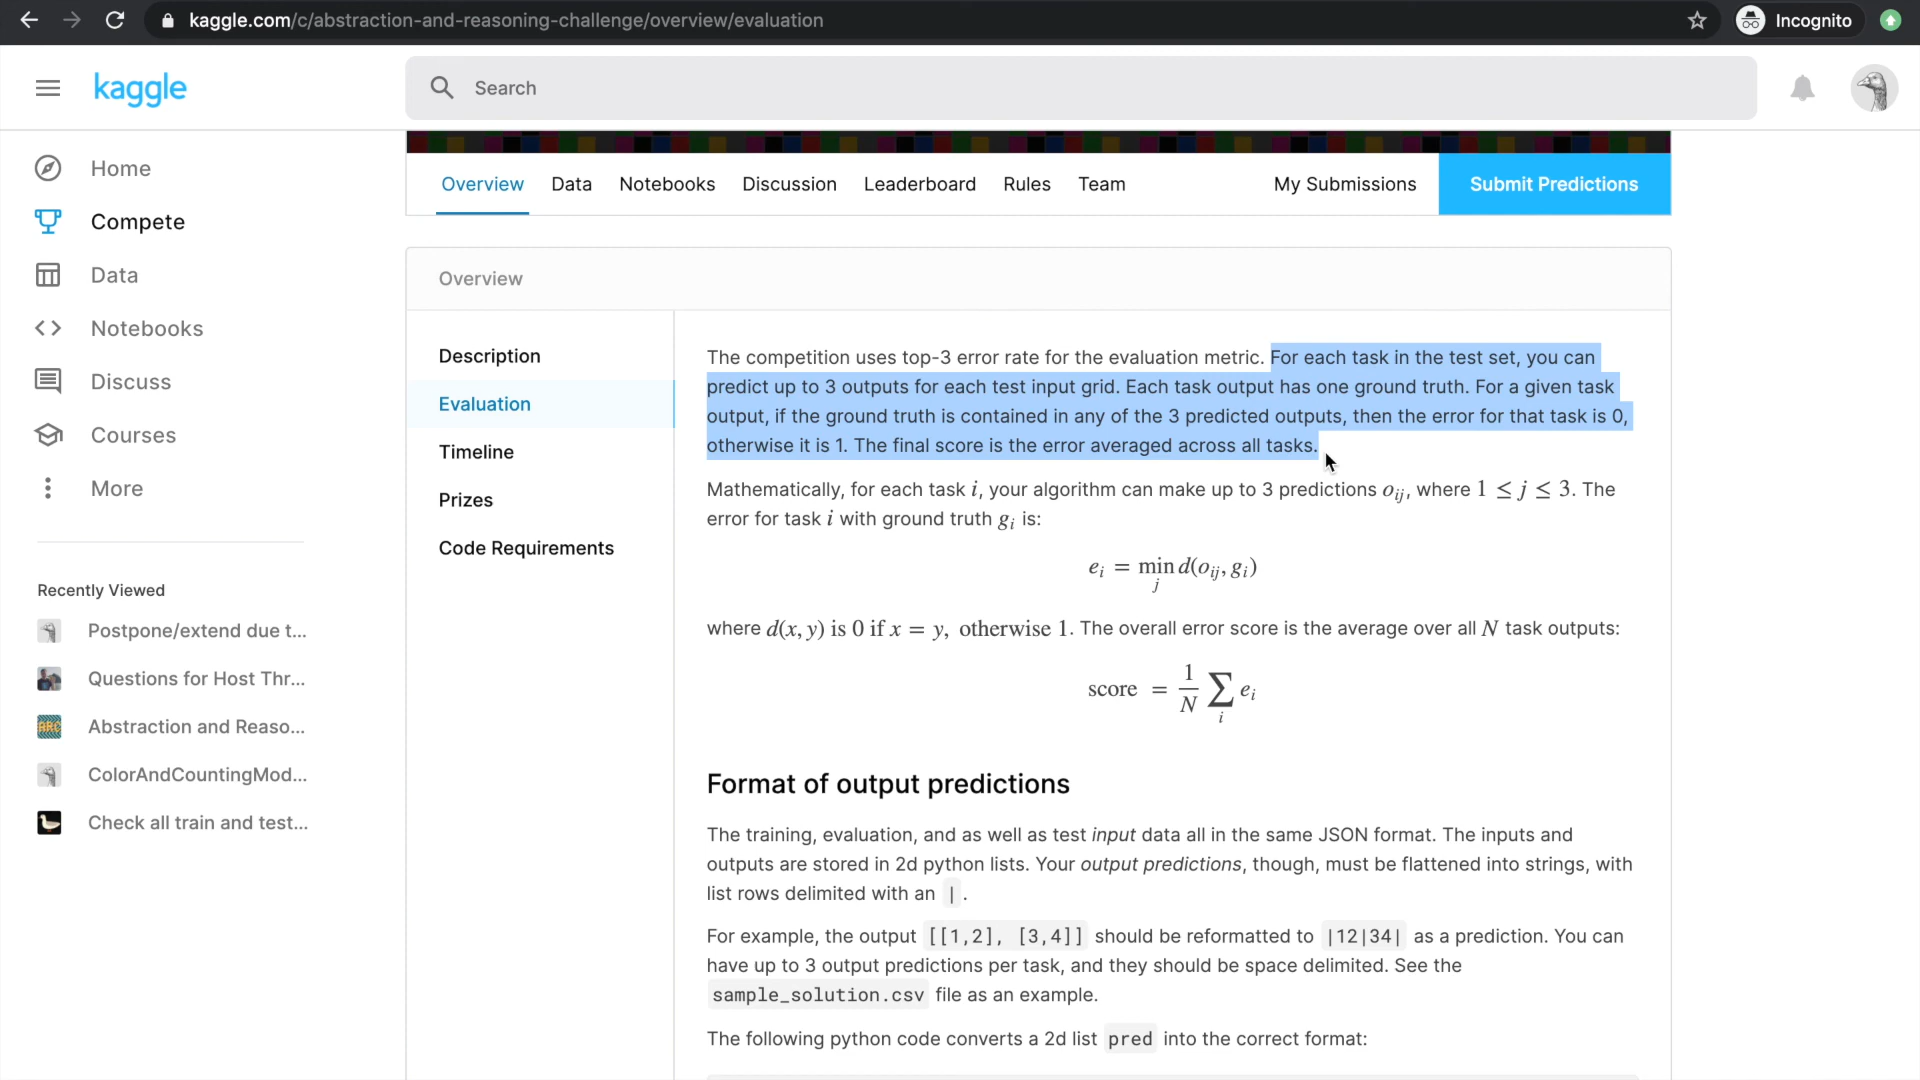 kaggle.com/c/abstraction-and-reasoning-challenge/overview/evaluation
Incognito
kaggle
Search
Home
Compete
Data
Notebooks
Discuss
Courses
More
Recently Viewed
Postpone/extend due t...
Questions for Host Thr...
Abstraction and Reaso...
ColorAndCountingMod...
Check all train and test...
Overview Data Notebooks Discussion Leaderboard Rules Team My Submissions Submit Predictions
Overview
Description
Evaluation
Timeline
Prizes
Code Requirements
The competition uses top-3 error rate for the evaluation metric. For each task in the test set, you can
predict up to 3 outputs for each test input grid. Each task output has one ground truth. For a given task
output, if the ground truth is contained in any of the 3 predicted outputs, then the error for that task is 0,
otherwise it is 1. The final score is the error averaged across all tasks.
Mathematically, for each task i, your algorithm can make up to 3 predictions o_ij, where 1 ≤ j ≤ 3. The
error for task i with ground truth g_i is:
e_i = min_j d(o_ij, g_i)
where d(x, y) is 0 if x = y, otherwise 1. The overall error score is the average over all N task outputs:
score = 1/N ∑_i e_i
Format of output predictions
The training, evaluation, and as well as test input data all in the same JSON format. The inputs and
outputs are stored in 2d python lists. Your output predictions, though, must be flattened into strings, with
list rows delimited with an | .
For example, the output [[1,2], [3,4]] should be reformatted to |12|34| as a prediction. You can
have up to 3 output predictions per task, and they should be space delimited. See the
sample_solution.csv file as an example.
The following python code converts a 2d list pred into the correct format: